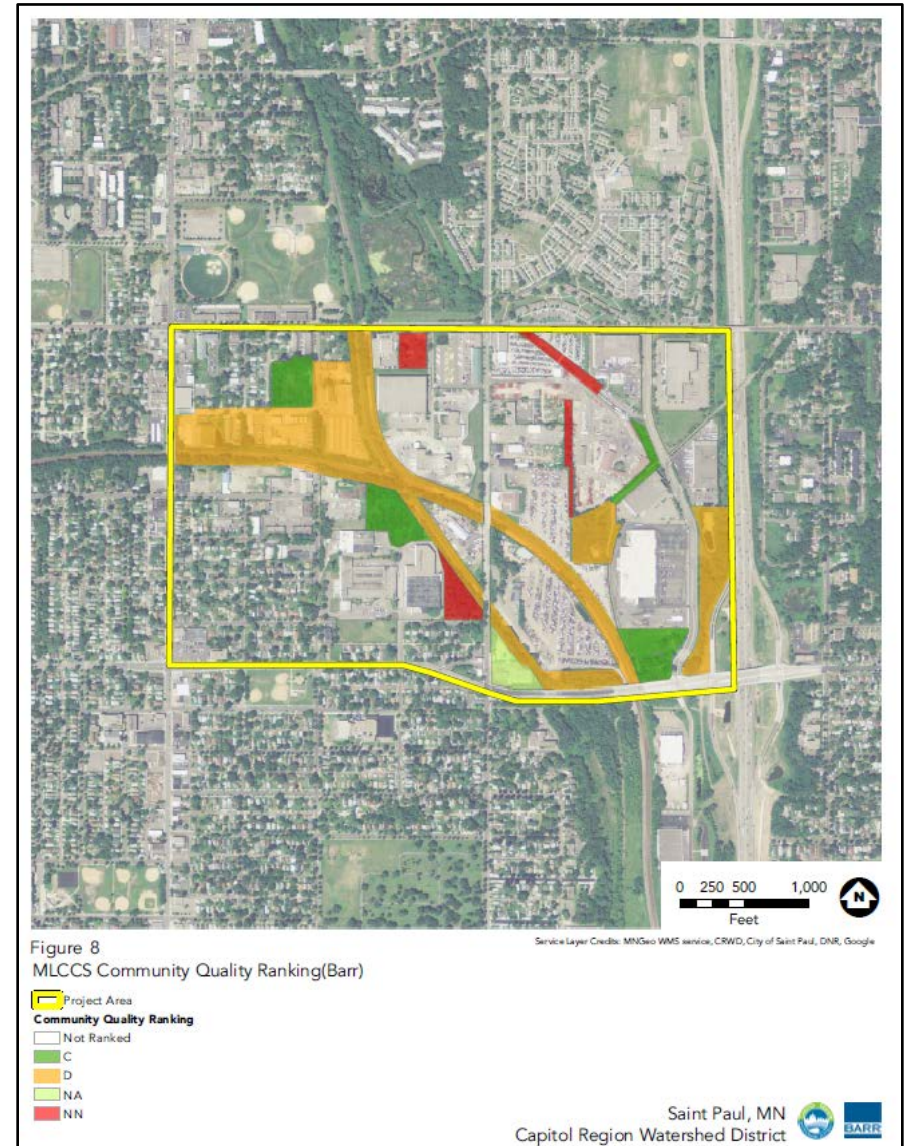 0 250 500 1,000
Feet
N
Service Layer Credits: MNGeo WMS service, CRWD, City of Saint Paul, DNR, Google
Figure 8
MLCCS Community Quality Ranking(Barr)
Project Area
Community Quality Ranking
Not Ranked
C
D
NA
NN
Saint Paul, MN
Capitol Region Watershed District
BARR